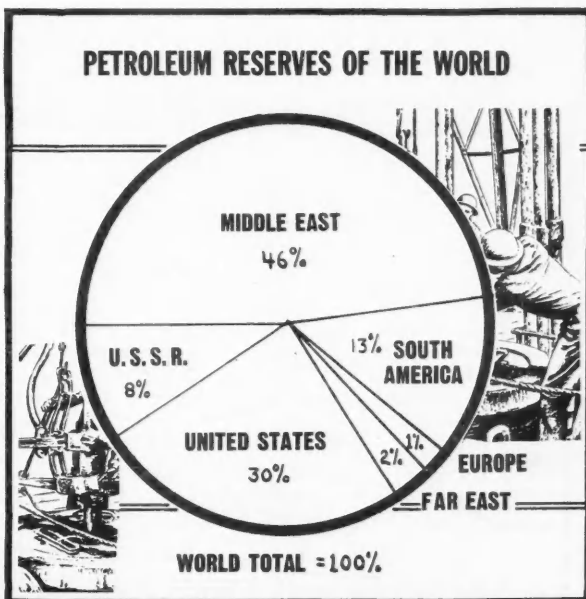 PETROLEUM RESERVES OF THE WORLD
MIDDLE EAST
46%
U.S.S.R.
8%
13% SOUTH
AMERICA
UNITED STATES
30%
2%
1%
EUROPE
FAR EAST
WORLD TOTAL = 100%